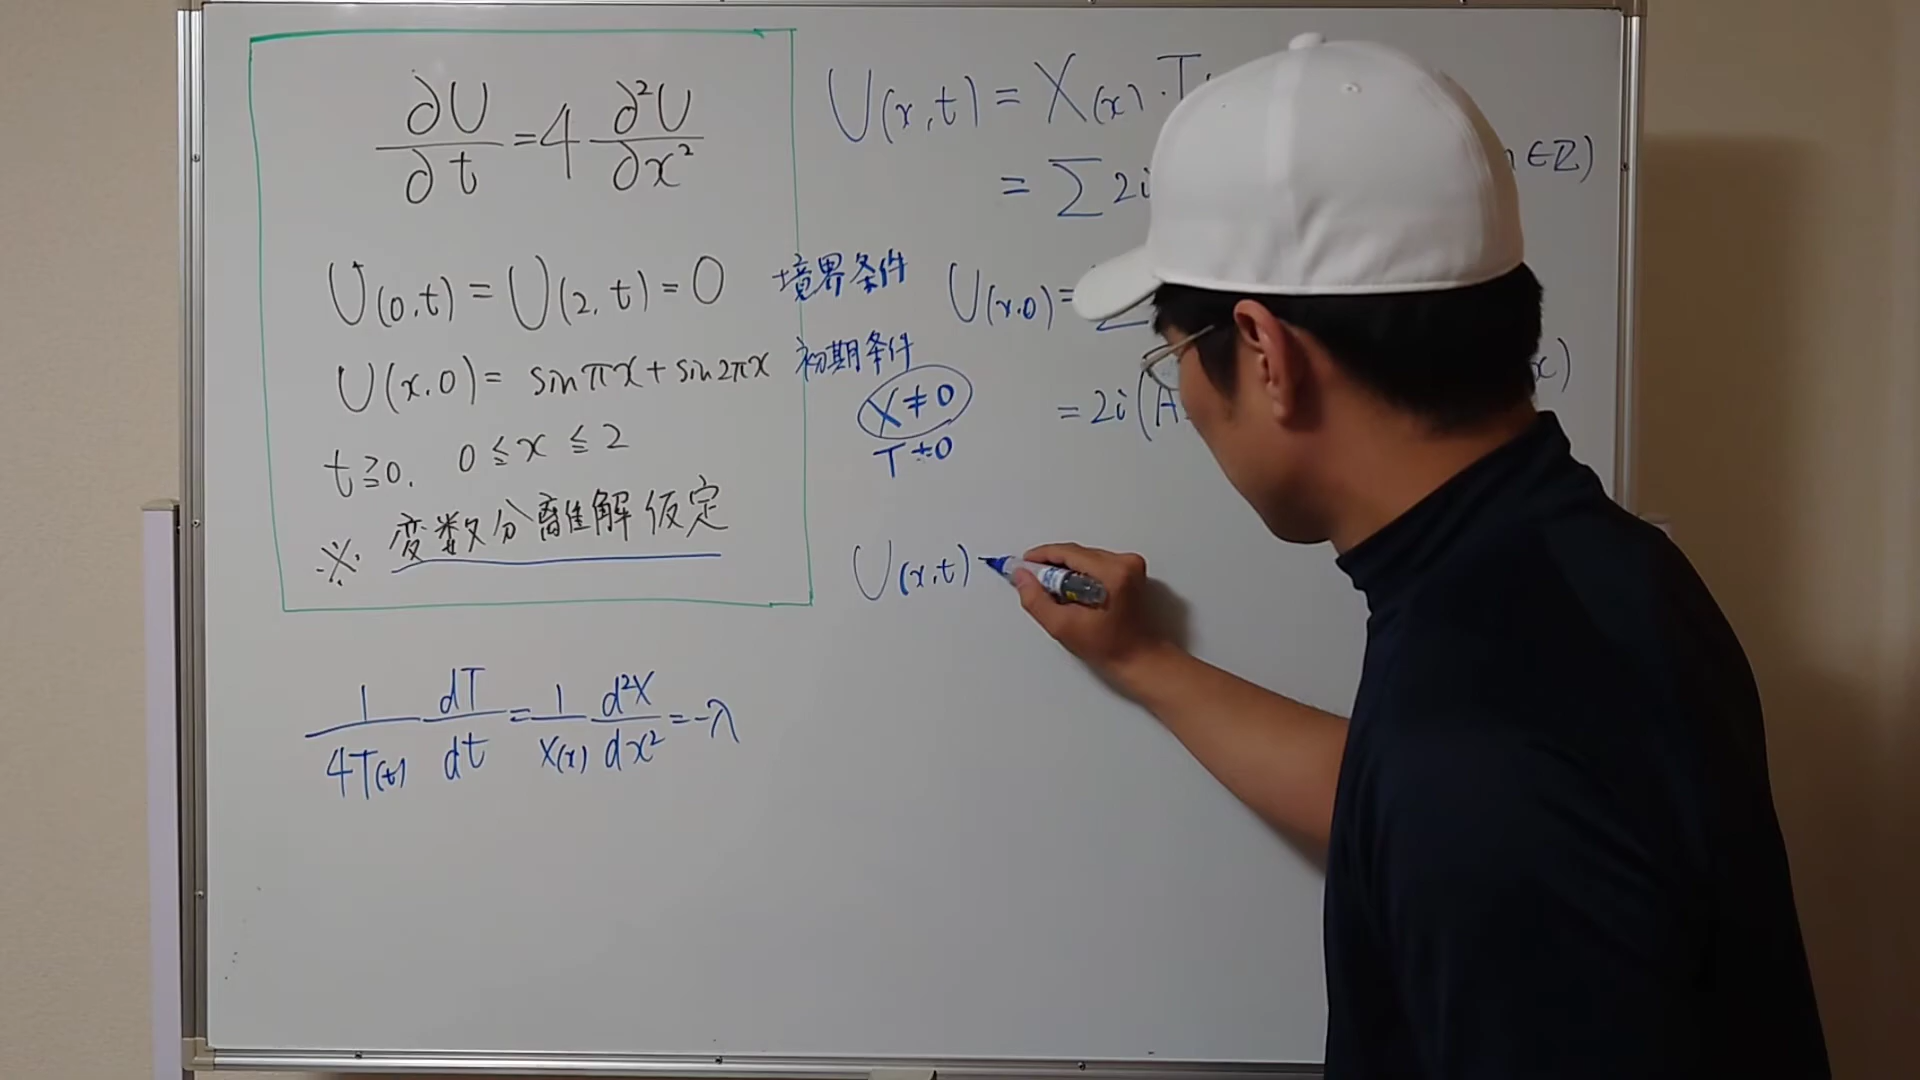 ∂U/∂t = 4 ∂²U/∂x²
U(0,t) = U(2,t) = 0 境界条件
U(x,0) = sinπx + sin2πx 初期条件
t≧0. 0≦x≦2
※ 変数分離解仮定
1/4T(t) dT/dt = 1/X(x) d²X/dx² = -λ
U(x,t) = X(x)・T
= Σ2i
∈Z)
U(x,0) =
X≠0
T≠0
= 2i(A
x)
U(x,t)